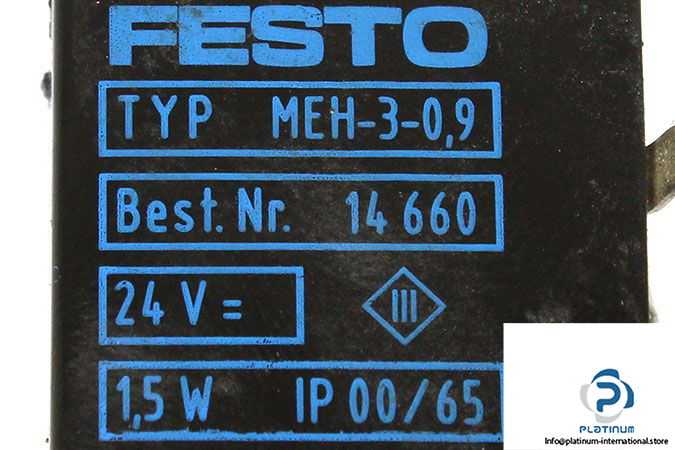 FESTO
TYP MEH-3-0,9
Best.Nr. 14 660
24 V =
III
1,5 W IP 00/65
PLATINUM
Info@platinum-international.store